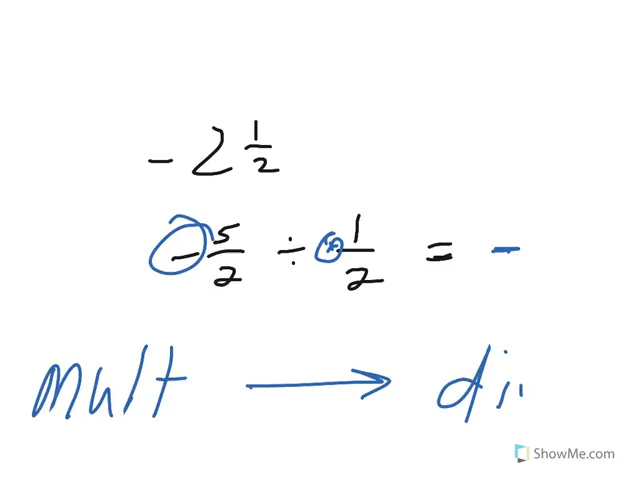 - 2 1/2
- 5/2 ÷ + 1/2 = -
mult → di
ShowMe.com